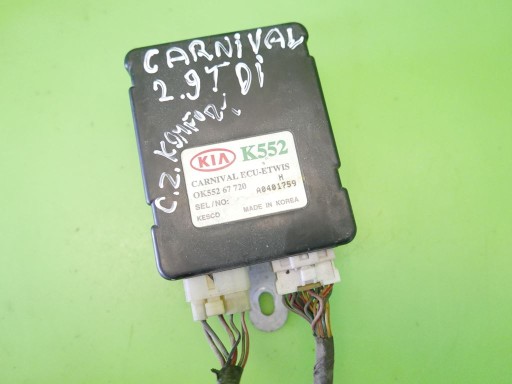 CARNIVAL
2.9 TDI
C.Z. KOMFORT
KIA K552
CARNIVAL ECU-ETWIS
OK552 67 720 H
SEL/NO: A0401759
KESCO MADE IN KOREA